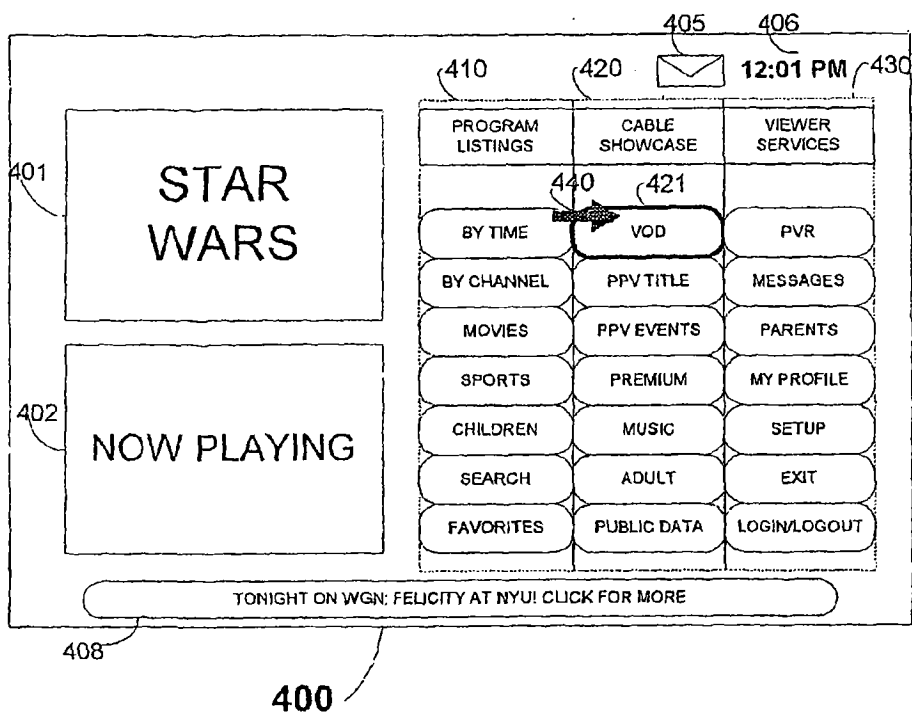 405
406
12:01 PM
410
420
430
PROGRAM
LISTINGS
CABLE
SHOWCASE
VIEWER
SERVICES
401
STAR
WARS
440
421
BY TIME
VOD
PVR
BY CHANNEL
PPV TITLE
MESSAGES
MOVIES
PPV EVENTS
PARENTS
SPORTS
PREMIUM
MY PROFILE
402
NOW PLAYING
CHILDREN
MUSIC
SETUP
SEARCH
ADULT
EXIT
FAVORITES
PUBLIC DATA
LOGIN/LOGOUT
TONIGHT ON WGN: FELICITY AT NYU! CLICK FOR MORE
408
400